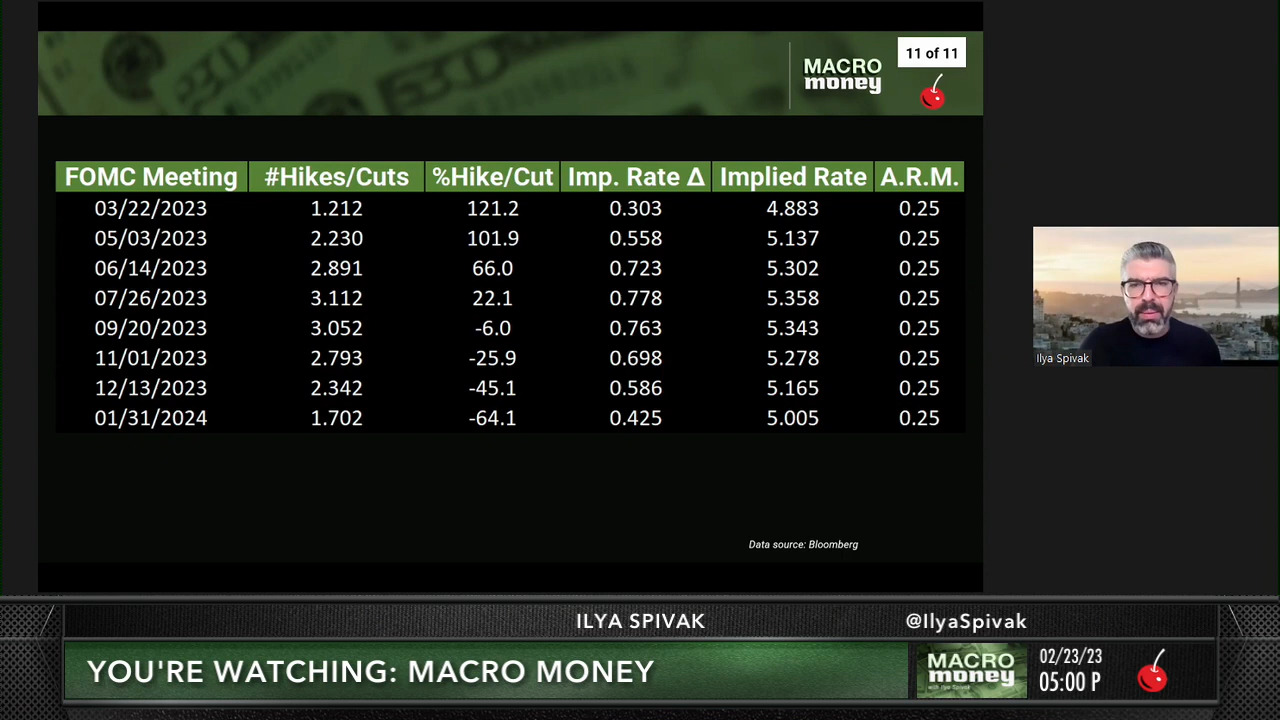 11 of 11
MACRO
money
FOMC Meeting #Hikes/Cuts %Hike/Cut Imp. Rate Δ Implied Rate A.R.M.
03/22/2023 1.212 121.2 0.303 4.883 0.25
05/03/2023 2.230 101.9 0.558 5.137 0.25
06/14/2023 2.891 66.0 0.723 5.302 0.25
07/26/2023 3.112 22.1 0.778 5.358 0.25
09/20/2023 3.052 -6.0 0.763 5.343 0.25
11/01/2023 2.793 -25.9 0.698 5.278 0.25
12/13/2023 2.342 -45.1 0.586 5.165 0.25
01/31/2024 1.702 -64.1 0.425 5.005 0.25
Ilya Spivak
Data source: Bloomberg
ILYA SPIVAK @IlyaSpivak
YOU'RE WATCHING: MACRO MONEY
MACRO
money
with Ilya Spivak
02/23/23
05:00 P